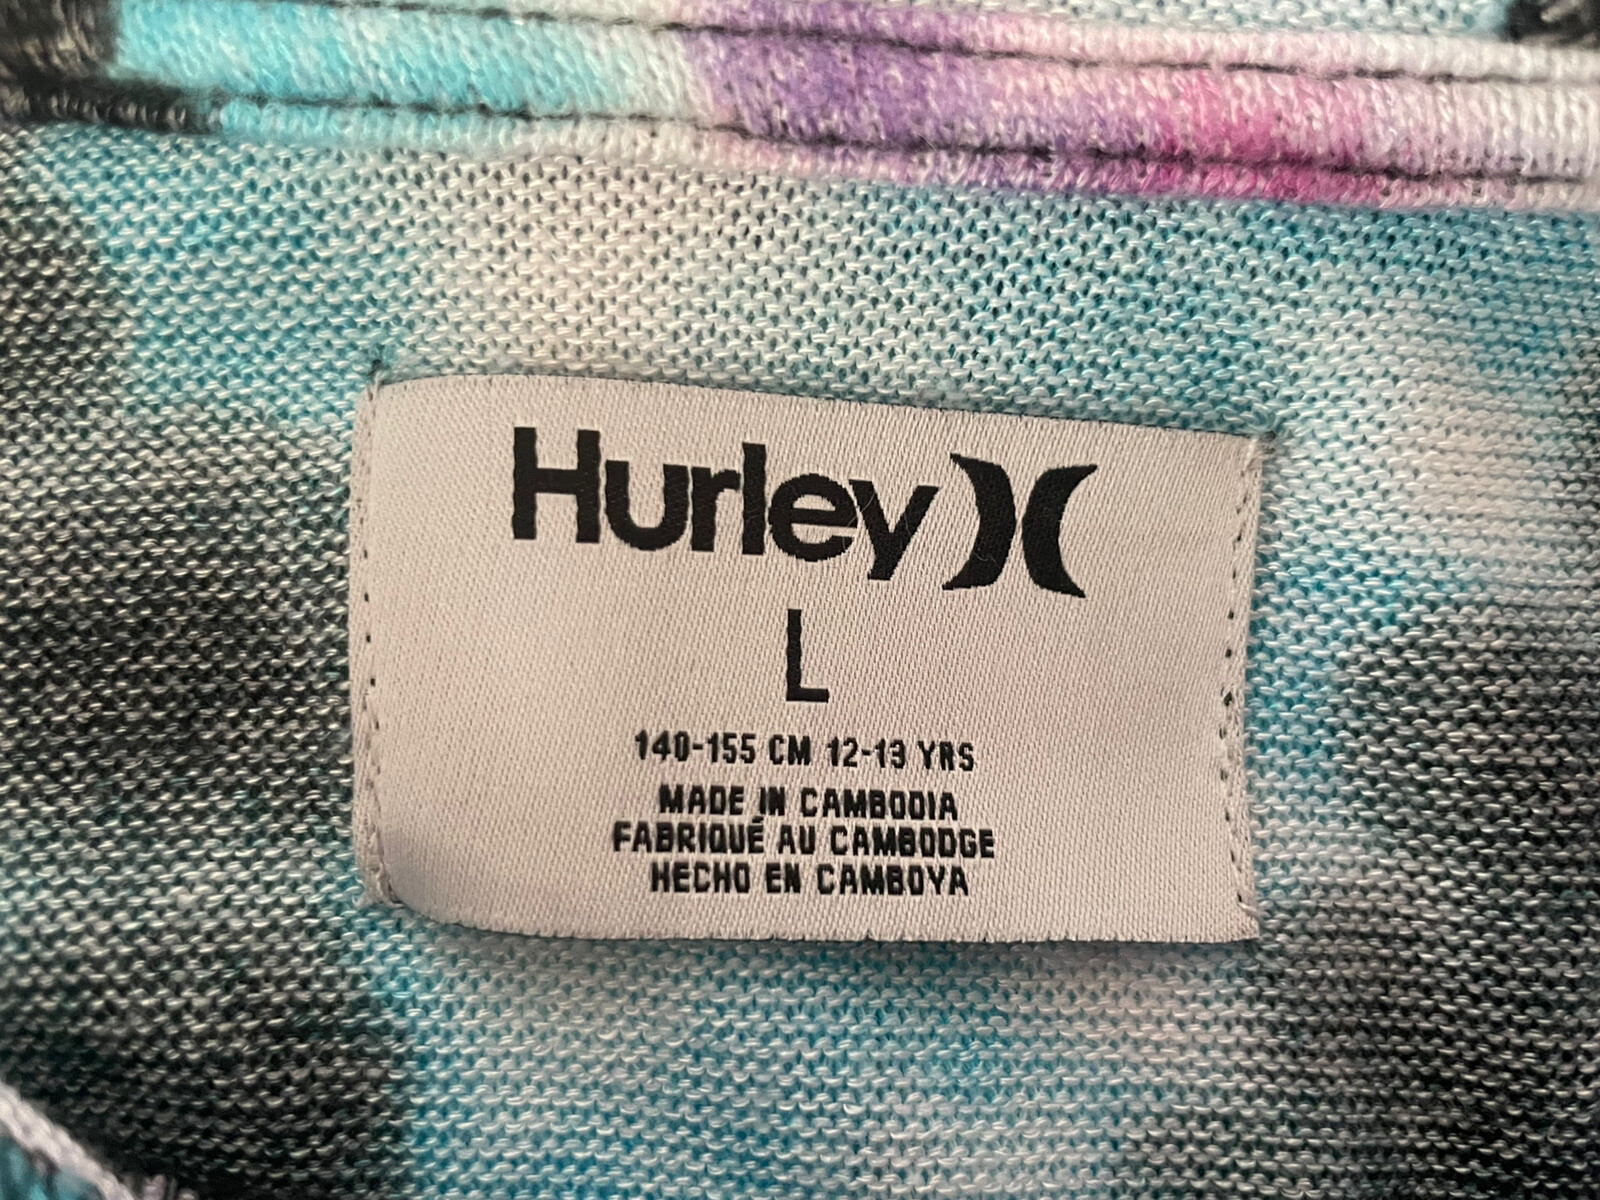 Hurley
L
140-155 CM 12-13 YRS
MADE IN CAMBODIA
FABRIQUÉ AU CAMBODGE
HECHO EN CAMBOYA